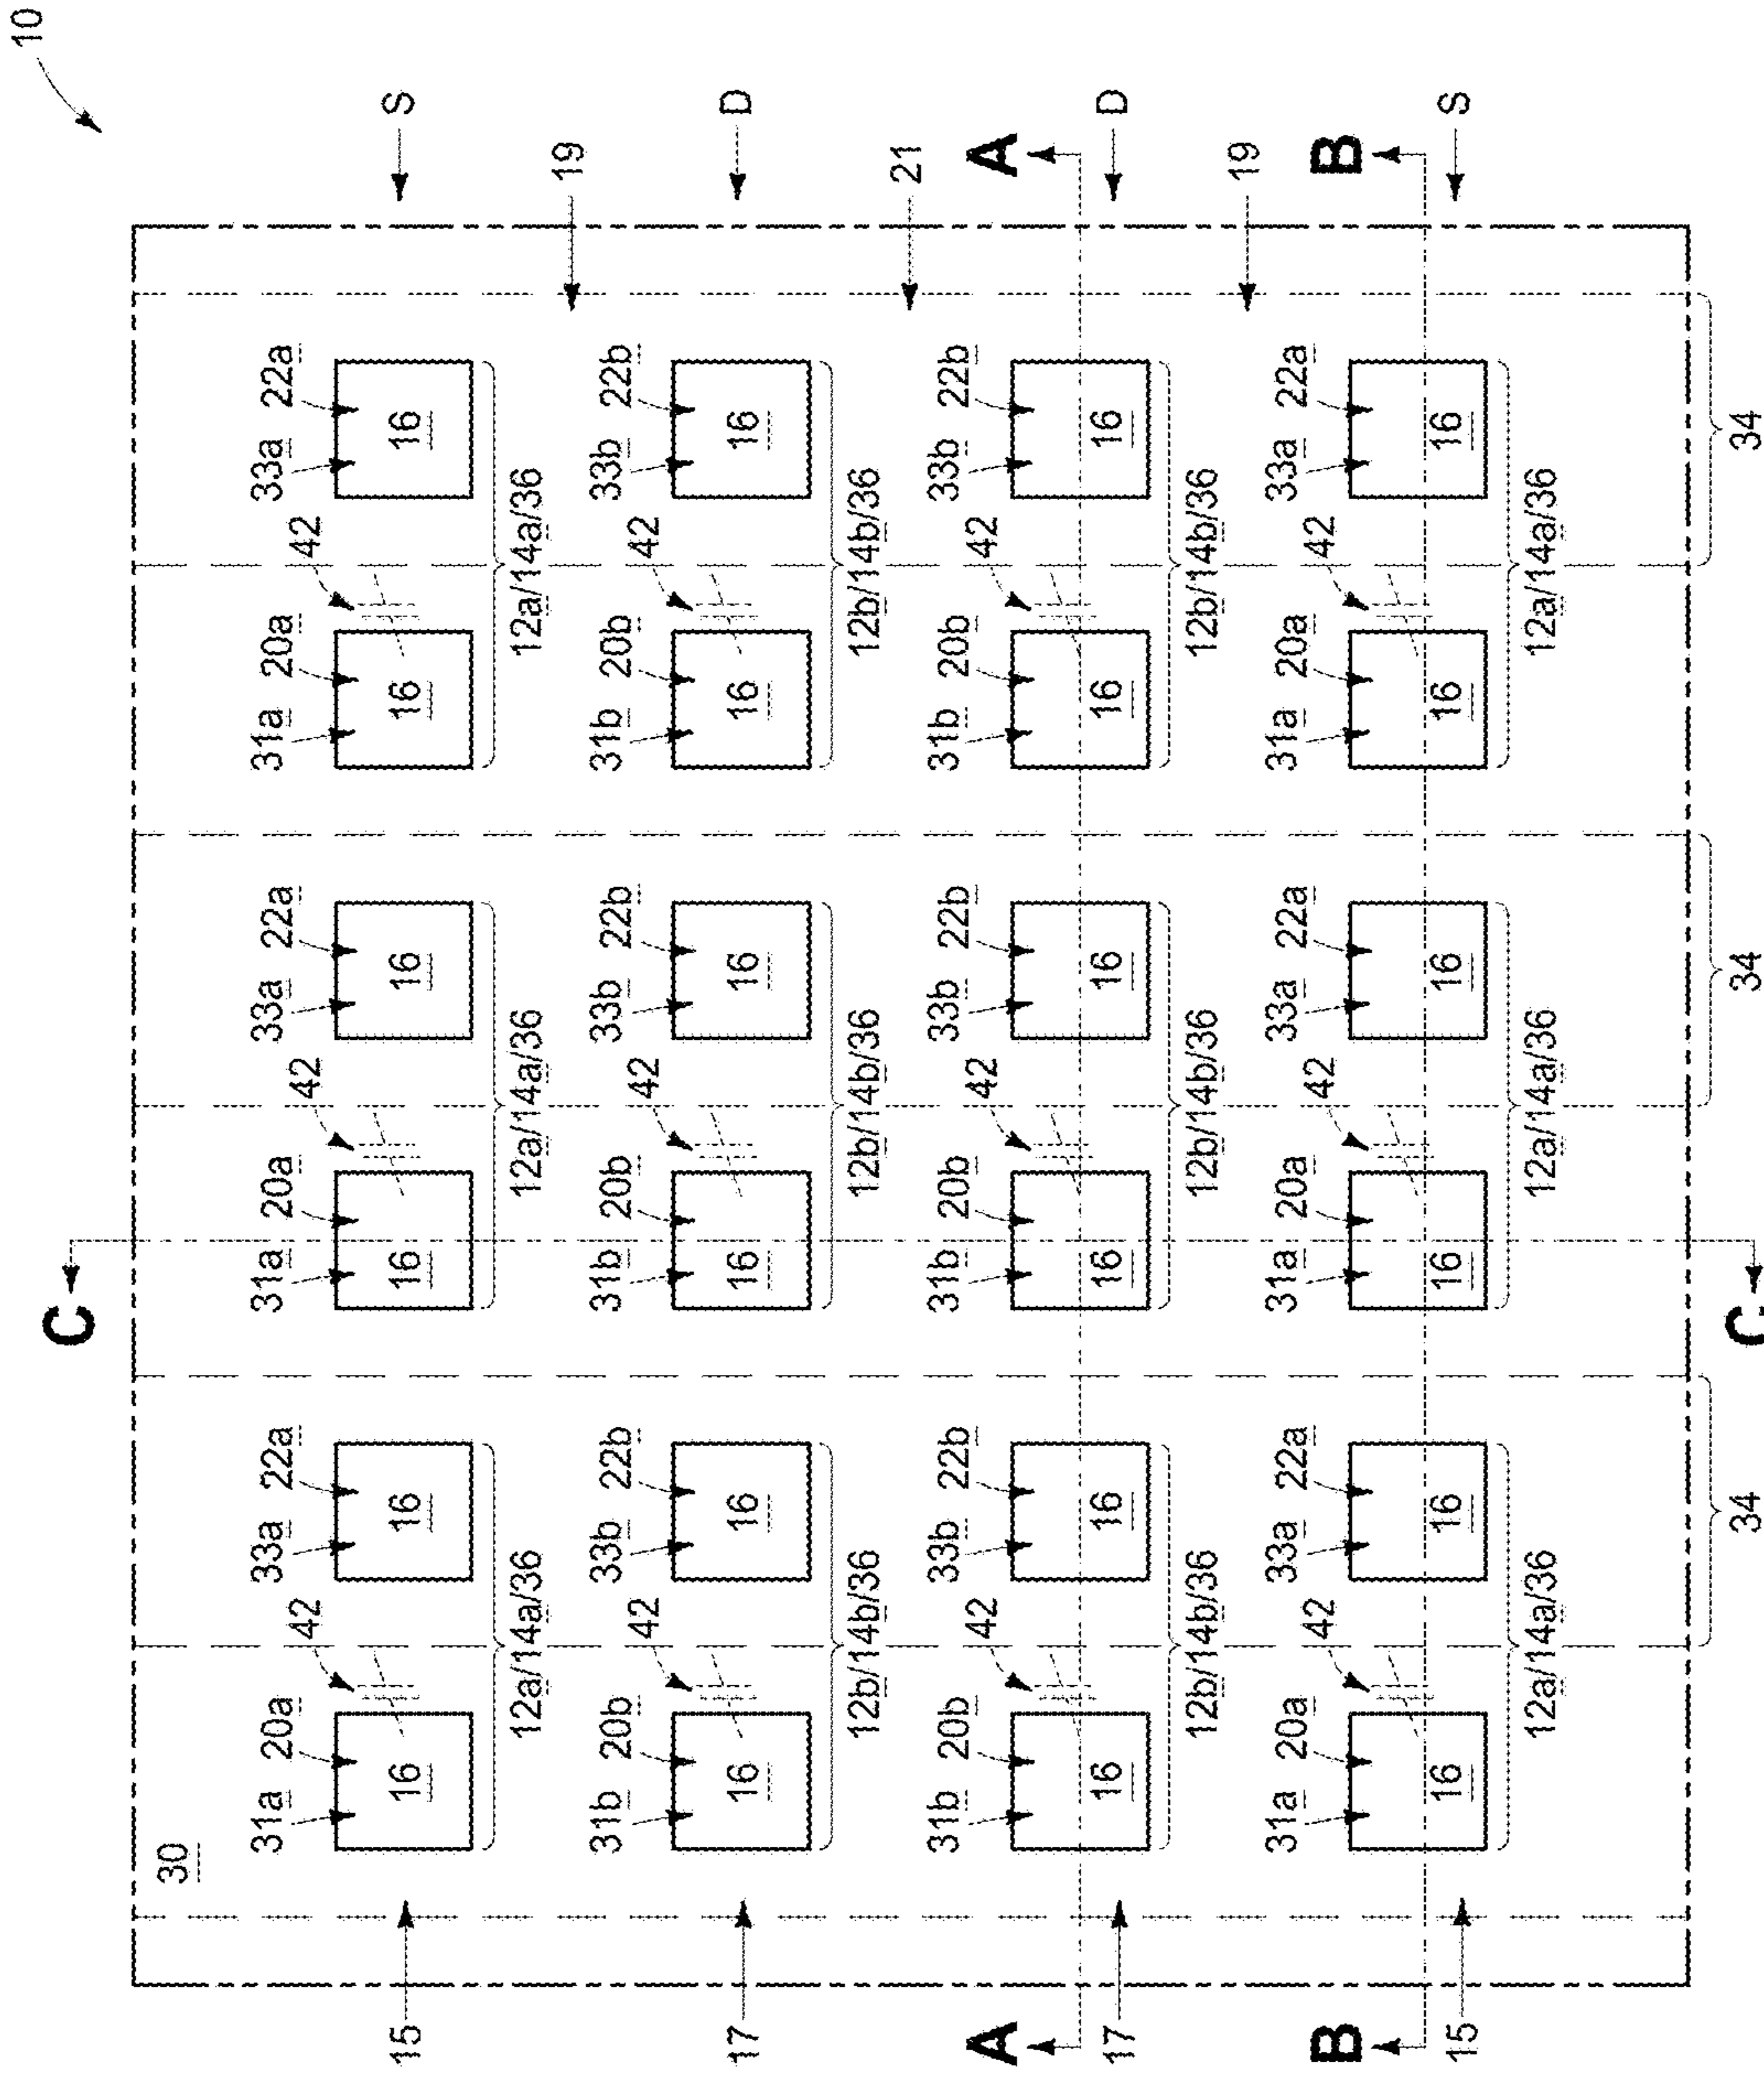 10
C
30
31a 20a 42 33a 22a 31a 20a 42 33a 22a 31a 20a 42 33a 22a
15 16 16 16 16 16 16 S
12a/14a/36 12a/14a/36 12a/14a/36
19
31b 20b 42 33b 22b 31b 20b 42 33b 22b 31b 20b 42 33b 22b
17 16 16 16 16 16 16 D
12b/14b/36 12b/14b/36 12b/14b/36
21
31b 20b 42 33b 22b 31b 20b 42 33b 22b 31b 20b 42 33b 22b
A A
17 16 16 16 16 16 16 D
12b/14b/36 12b/14b/36 12b/14b/36
19
31a 20a 42 33a 22a 31a 20a 42 33a 22a 31a 20a 42 33a 22a
B B
15 16 16 16 16 16 16 S
12a/14a/36 12a/14a/36 12a/14a/36
34 C 34 34